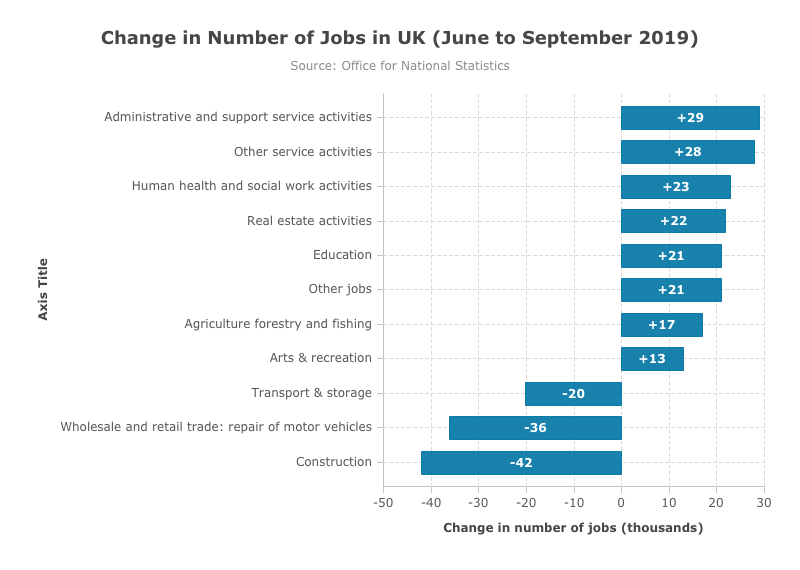 Change in Number of Jobs in UK (June to September 2019)
Source: Office for National Statistics
Axis Title
Administrative and support service activities +29
Other service activities +28
Human health and social work activities +23
Real estate activities +22
Education +21
Other jobs +21
Agriculture forestry and fishing +17
Arts & recreation +13
Transport & storage -20
Wholesale and retail trade: repair of motor vehicles -36
Construction -42
-50 -40 -30 -20 -10 0 10 20 30
Change in number of jobs (thousands)